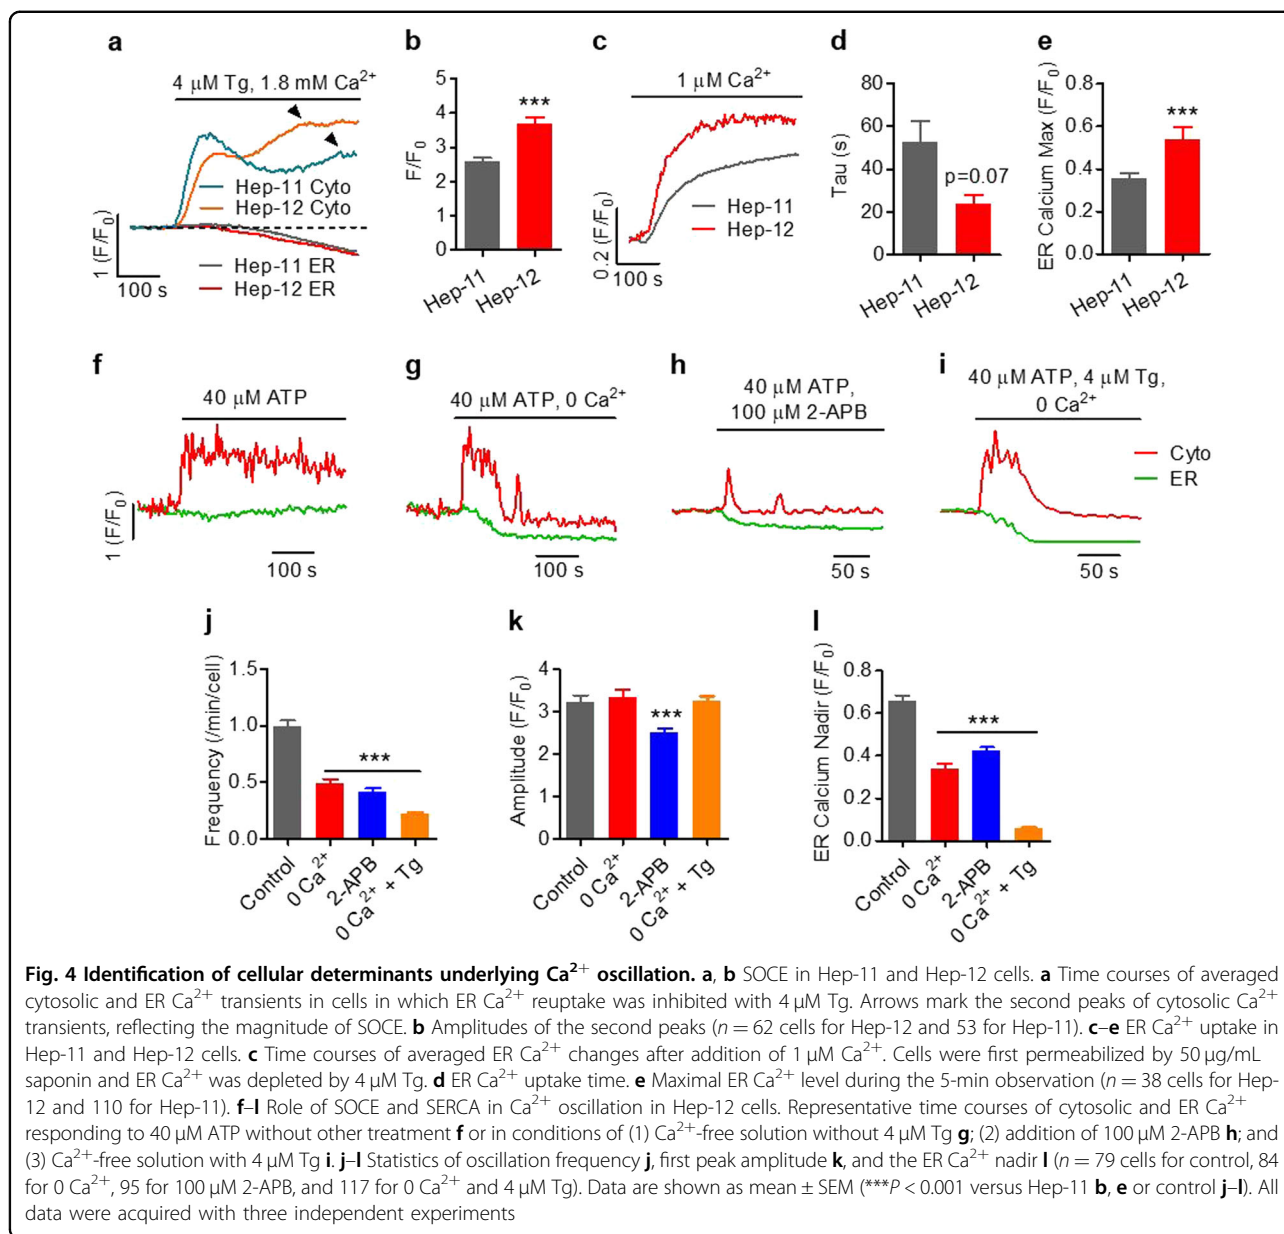 a
4 μM Tg, 1.8 mM Ca²⁺
Hep-11 Cyto
Hep-12 Cyto
Hep-11 ER
Hep-12 ER
1 (F/F₀)
100 s
b
F/F₀
5
4
3
2
1
0
***
Hep-11
Hep-12
c
1 μM Ca²⁺
Hep-11
Hep-12
0.2 (F/F₀)
100 s
d
Tau (s)
80
60
40
20
0
p=0.07
Hep-11
Hep-12
e
ER Calcium Max (F/F₀)
0.8
0.6
0.4
0.2
0.0
***
Hep-11
Hep-12
f
40 μM ATP
1 (F/F₀)
100 s
g
40 μM ATP, 0 Ca²⁺
100 s
h
40 μM ATP,
100 μM 2-APB
50 s
i
40 μM ATP, 4 μM Tg,
0 Ca²⁺
Cyto
ER
50 s
j
Frequency (/min/cell)
1.5
1.0
0.5
0.0
***
Control
0 Ca²⁺
2-APB
0 Ca²⁺ + Tg
k
Amplitude (F/F₀)
4
3
2
1
0
***
Control
0 Ca²⁺
2-APB
0 Ca²⁺ + Tg
l
ER Calcium Nadir (F/F₀)
0.8
0.6
0.4
0.2
0.0
***
Control
0 Ca²⁺
2-APB
0 Ca²⁺ + Tg
Fig. 4 Identification of cellular determinants underlying Ca²⁺ oscillation. a, b SOCE in Hep-11 and Hep-12 cells. a Time courses of averaged
cytosolic and ER Ca²⁺ transients in cells in which ER Ca²⁺ reuptake was inhibited with 4 μM Tg. Arrows mark the second peaks of cytosolic Ca²⁺
transients, reflecting the magnitude of SOCE. b Amplitudes of the second peaks (n = 62 cells for Hep-12 and 53 for Hep-11). c–e ER Ca²⁺ uptake in
Hep-11 and Hep-12 cells. c Time courses of averaged ER Ca²⁺ changes after addition of 1 μM Ca²⁺. Cells were first permeabilized by 50 μg/mL
saponin and ER Ca²⁺ was depleted by 4 μM Tg. d ER Ca²⁺ uptake time. e Maximal ER Ca²⁺ level during the 5-min observation (n = 38 cells for Hep-
12 and 110 for Hep-11). f–l Role of SOCE and SERCA in Ca²⁺ oscillation in Hep-12 cells. Representative time courses of cytosolic and ER Ca²⁺
responding to 40 μM ATP without other treatment f or in conditions of (1) Ca²⁺-free solution without 4 μM Tg g; (2) addition of 100 μM 2-APB h; and
(3) Ca²⁺-free solution with 4 μM Tg i. j–l Statistics of oscillation frequency j, first peak amplitude k, and the ER Ca²⁺ nadir l (n = 79 cells for control, 84
for 0 Ca²⁺, 95 for 100 μM 2-APB, and 117 for 0 Ca²⁺ and 4 μM Tg). Data are shown as mean ± SEM (***P < 0.001 versus Hep-11 b, e or control j–l). All
data were acquired with three independent experiments